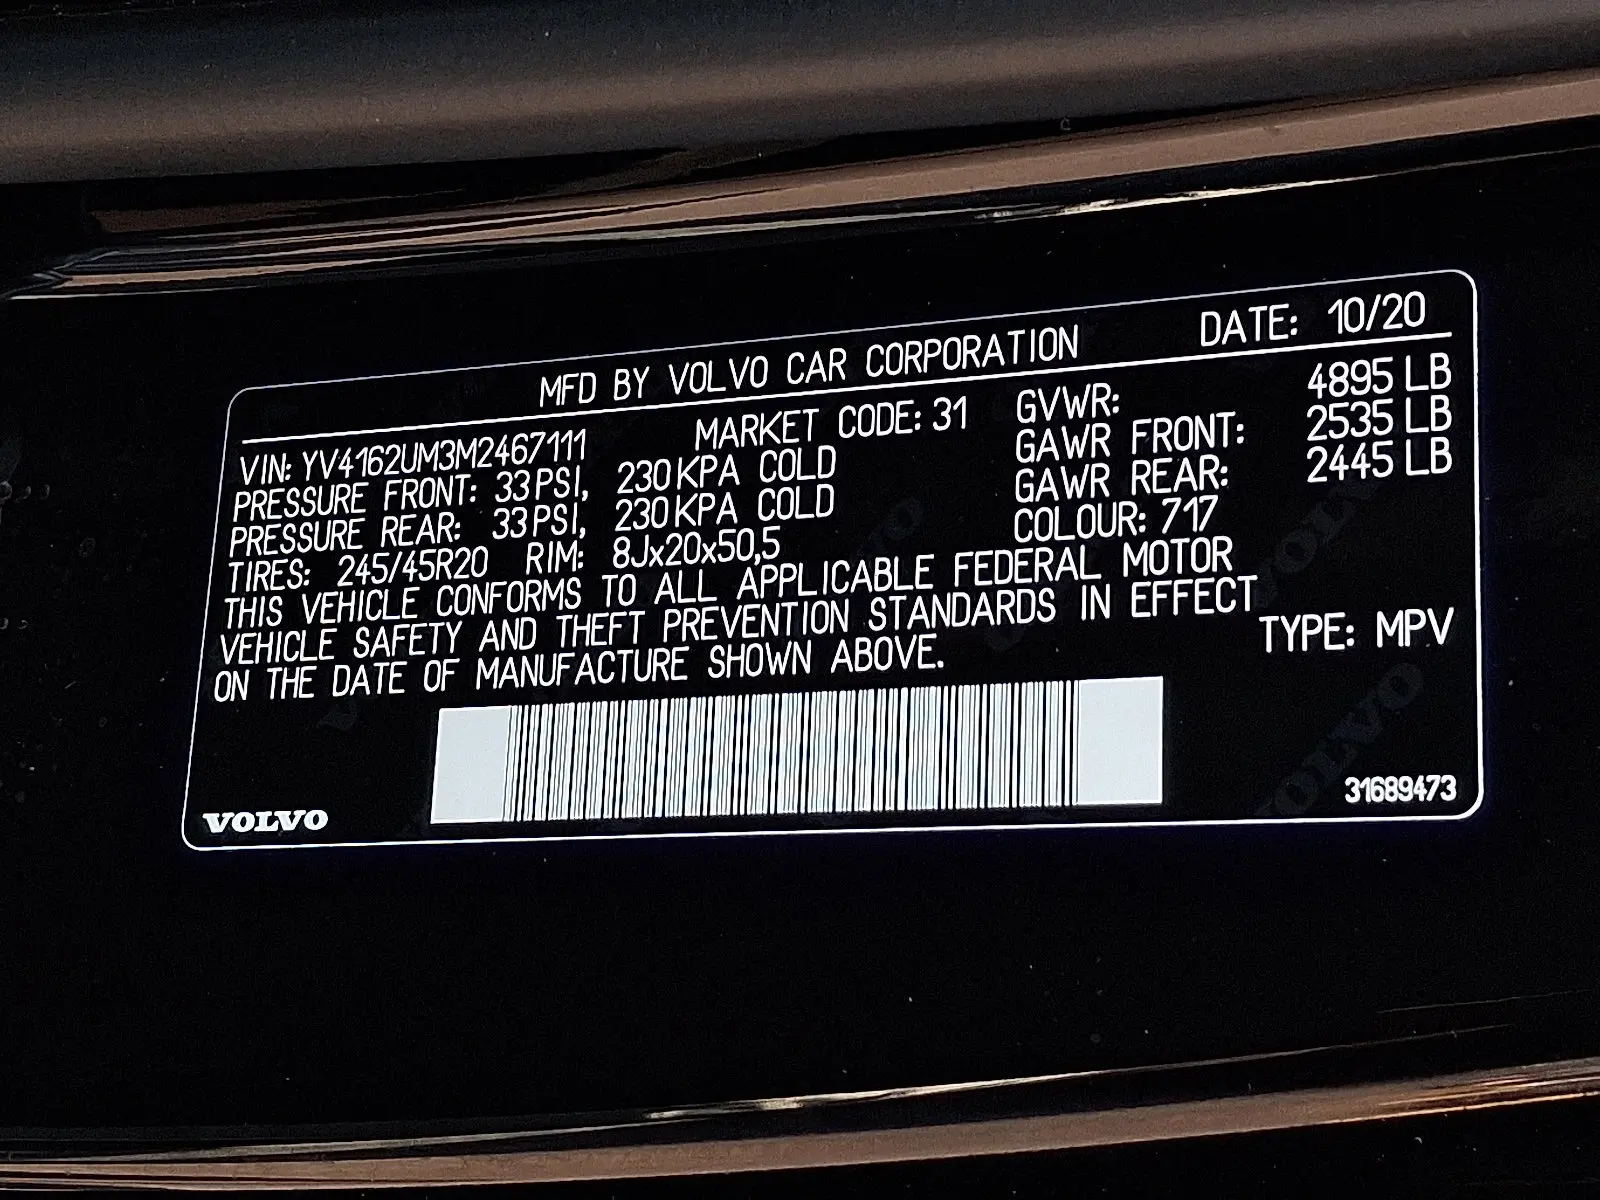 MFD BY VOLVO CAR CORPORATION DATE: 10/20
VIN: YV4162UM3M2467111 MARKET CODE: 31 GVWR: 4895 LB
PRESSURE FRONT: 33 PSI, 230 KPA COLD GAWR FRONT: 2535 LB
PRESSURE REAR: 33 PSI, 230 KPA COLD GAWR REAR: 2445 LB
TIRES: 245/45R20 RIM: 8Jx20x50,5 COLOUR: 717
THIS VEHICLE CONFORMS TO ALL APPLICABLE FEDERAL MOTOR
VEHICLE SAFETY AND THEFT PREVENTION STANDARDS IN EFFECT
ON THE DATE OF MANUFACTURE SHOWN ABOVE. TYPE: MPV
VOLVO 31689473